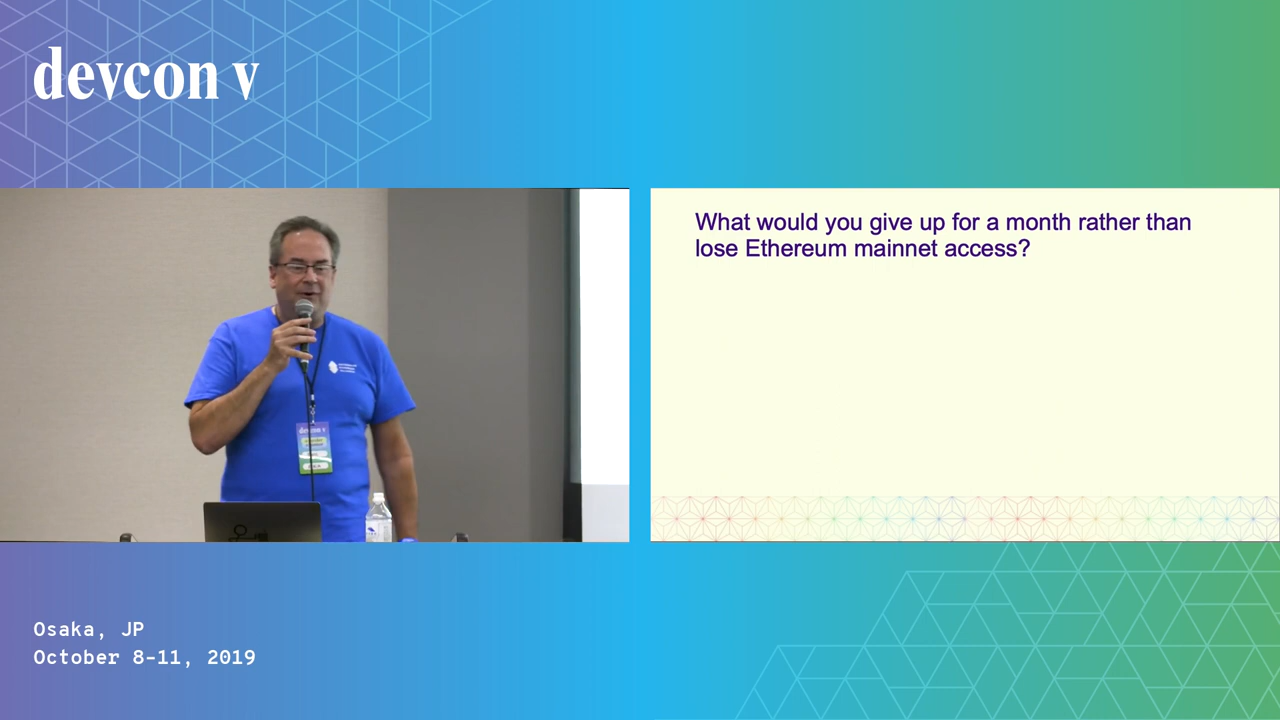 devcon v
What would you give up for a month rather than
lose Ethereum mainnet access?
devcon v
Osaka, JP
October 8-11, 2019